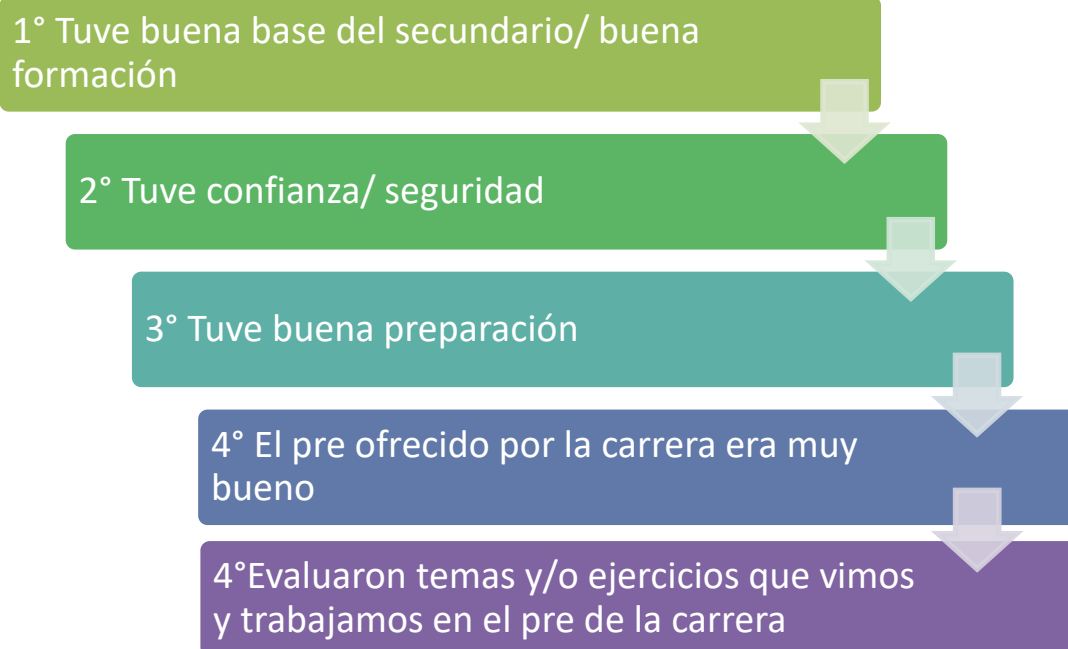 1° Tuve buena base del secundario/ buena
formación
2° Tuve confianza/ seguridad
3° Tuve buena preparación
4° El pre ofrecido por la carrera era muy
bueno
4°Evaluaron temas y/o ejercicios que vimos
y trabajamos en el pre de la carrera